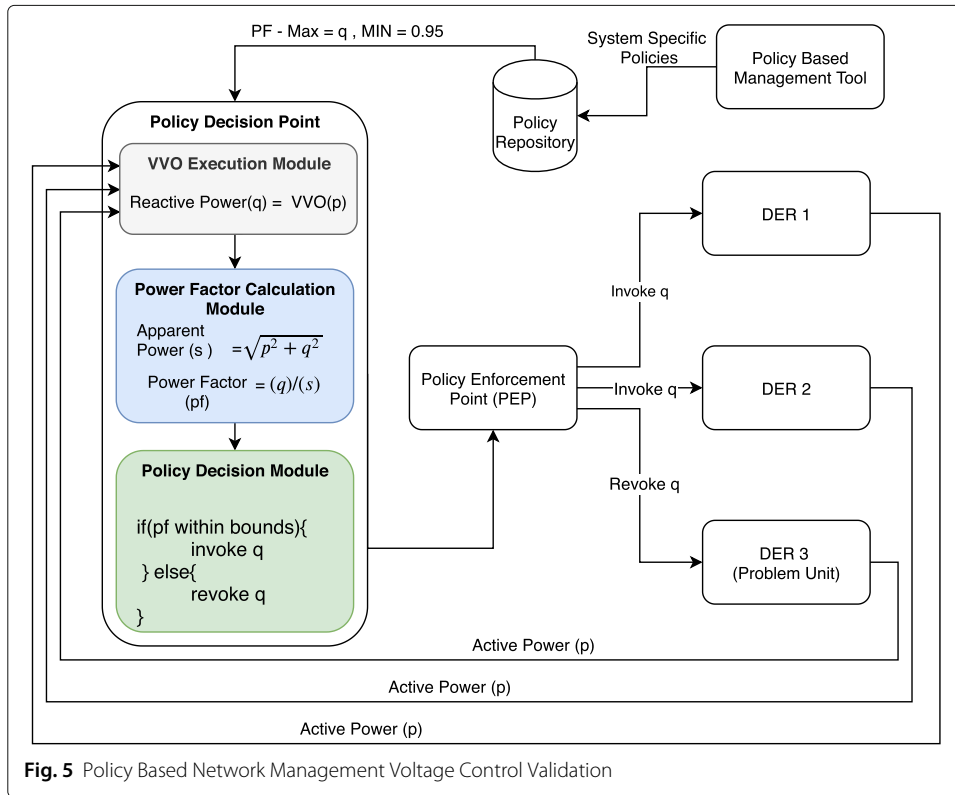 PF - Max = q , MIN = 0.95
System Specific
Policies
Policy Based
Management Tool
Policy
Repository
Policy Decision Point
VVO Execution Module
Reactive Power(q) = VVO(p)
Power Factor Calculation
Module
Apparent
Power (s ) =√p² + q²
Power Factor = (q)/(s)
(pf)
Policy Decision Module
if(pf within bounds){
invoke q
} else{
revoke q
}
Policy Enforcement
Point (PEP)
Invoke q
Invoke q
Revoke q
DER 1
DER 2
DER 3
(Problem Unit)
Active Power (p)
Active Power (p)
Active Power (p)
Fig. 5 Policy Based Network Management Voltage Control Validation